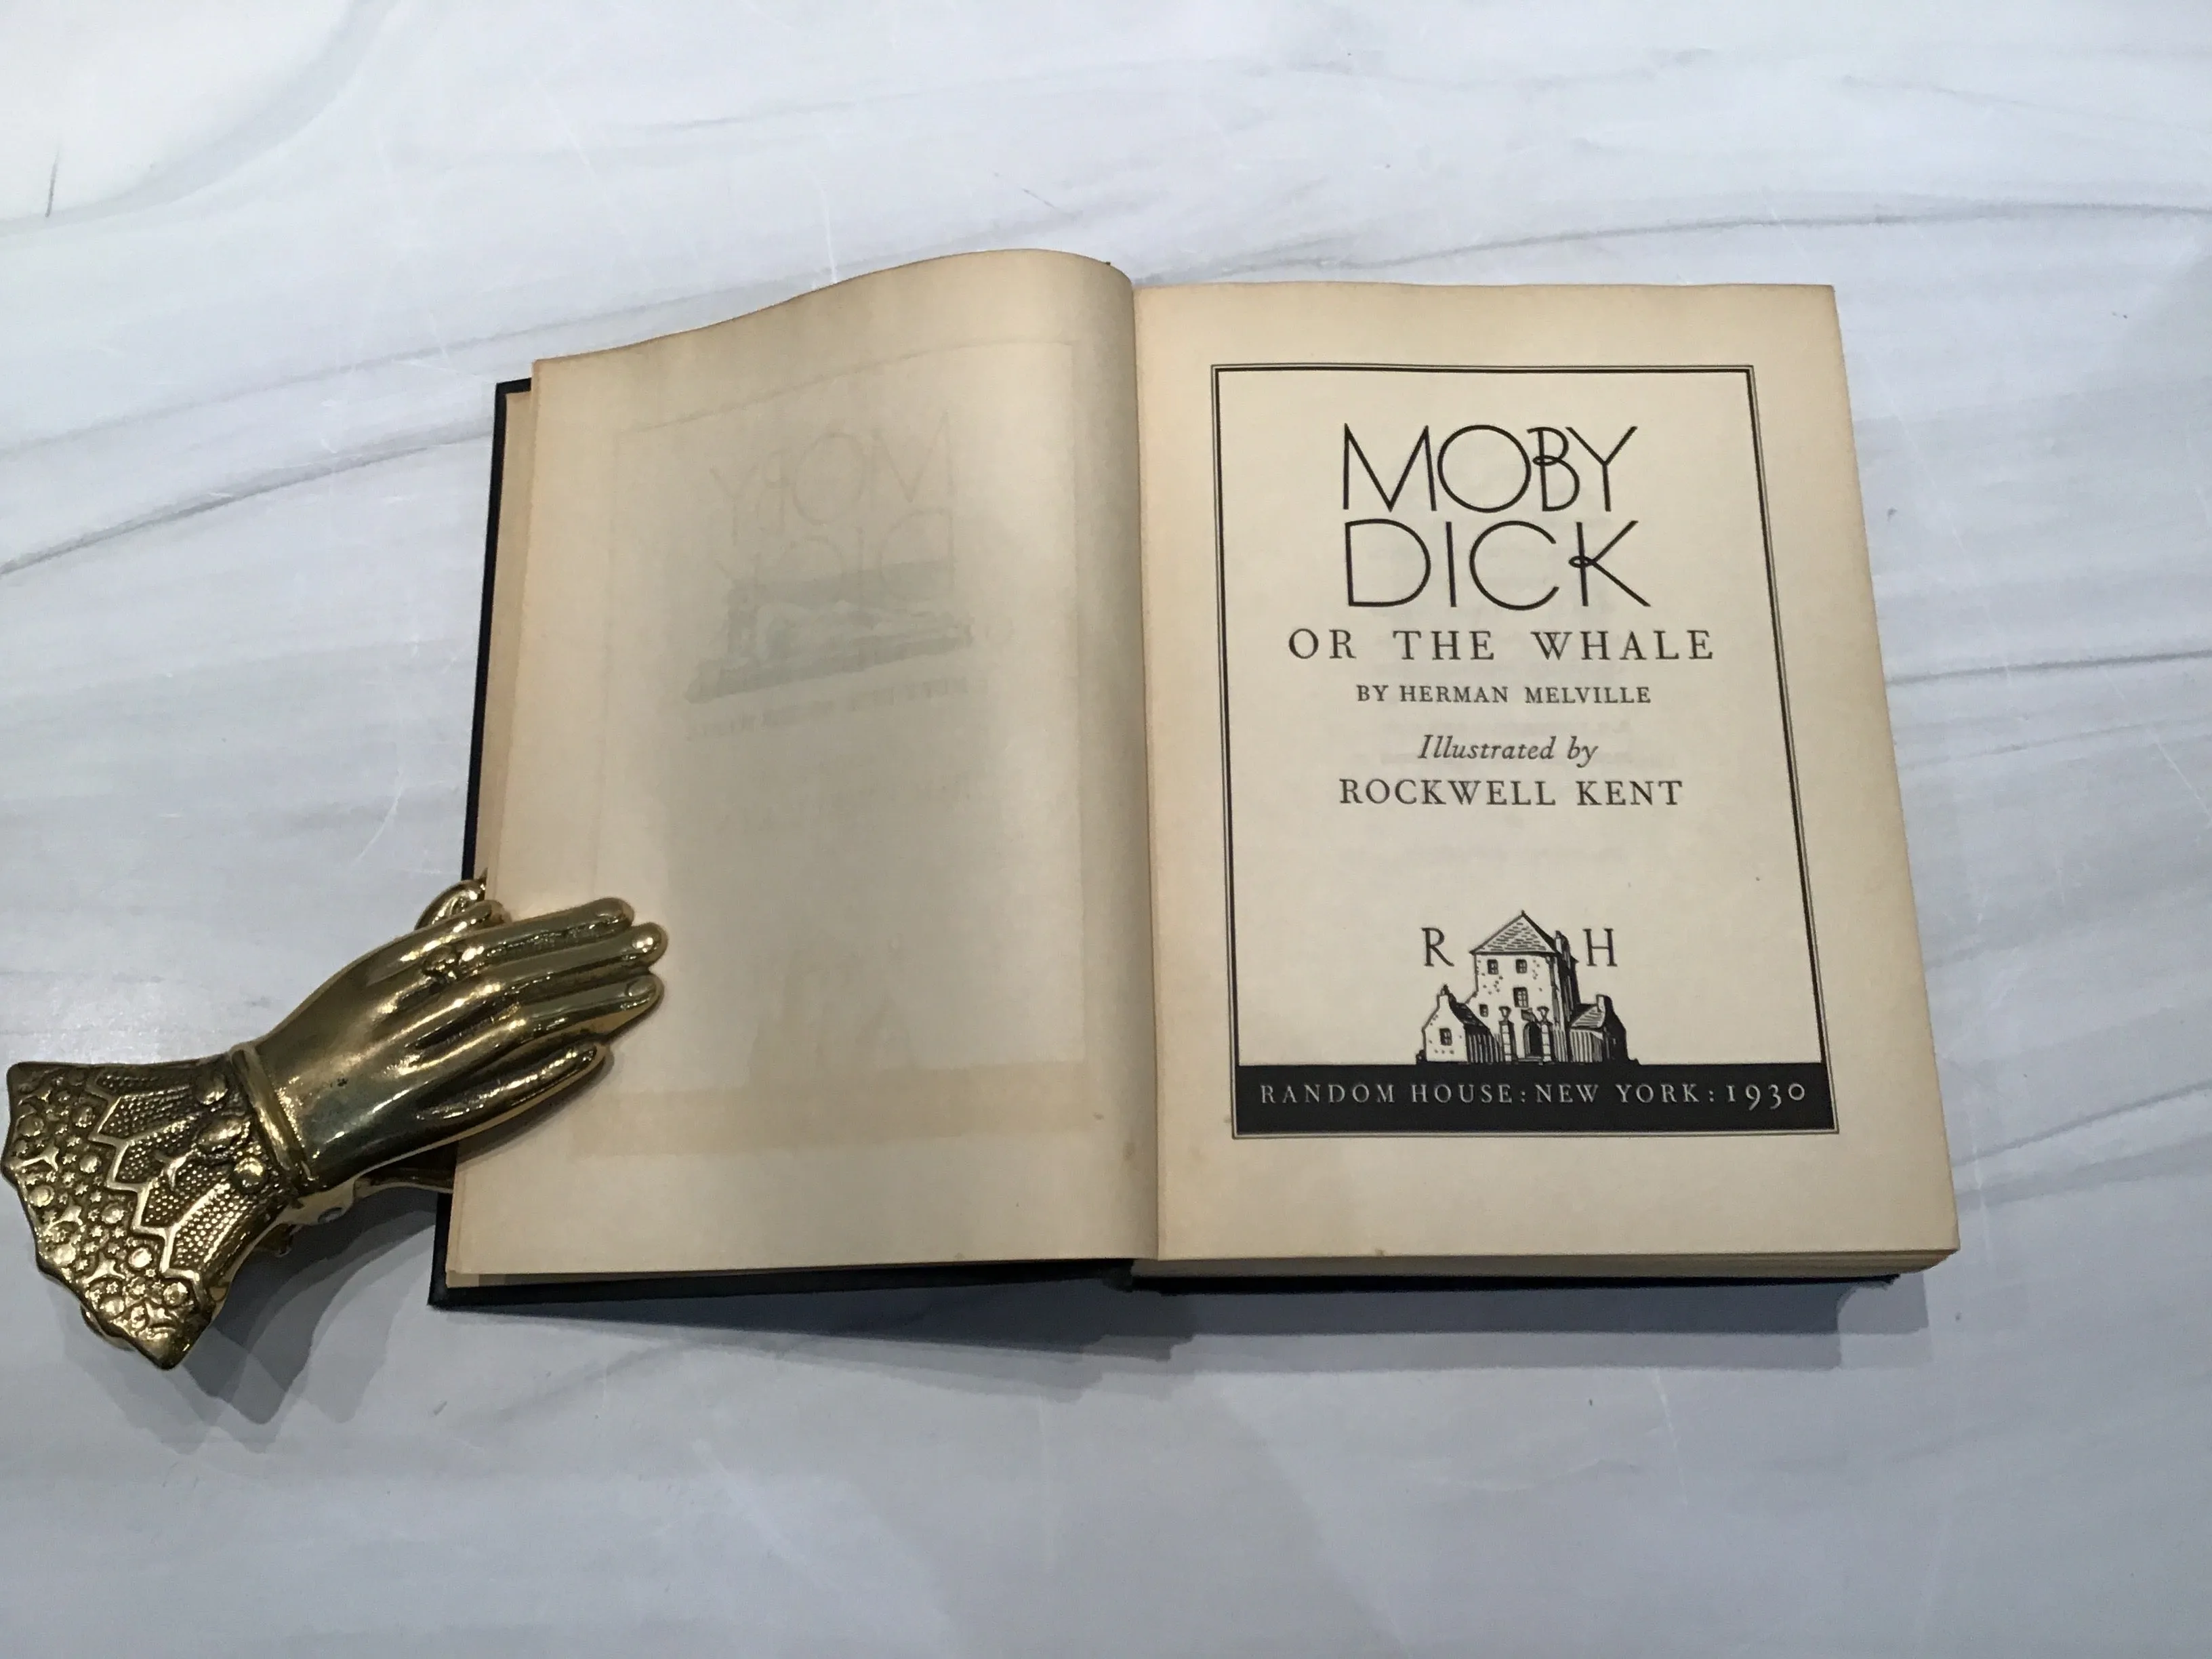 MOBY
DICK
OR THE WHALE
BY HERMAN MELVILLE
Illustrated by
ROCKWELL KENT
R H
RANDOM HOUSE : NEW YORK : 1930